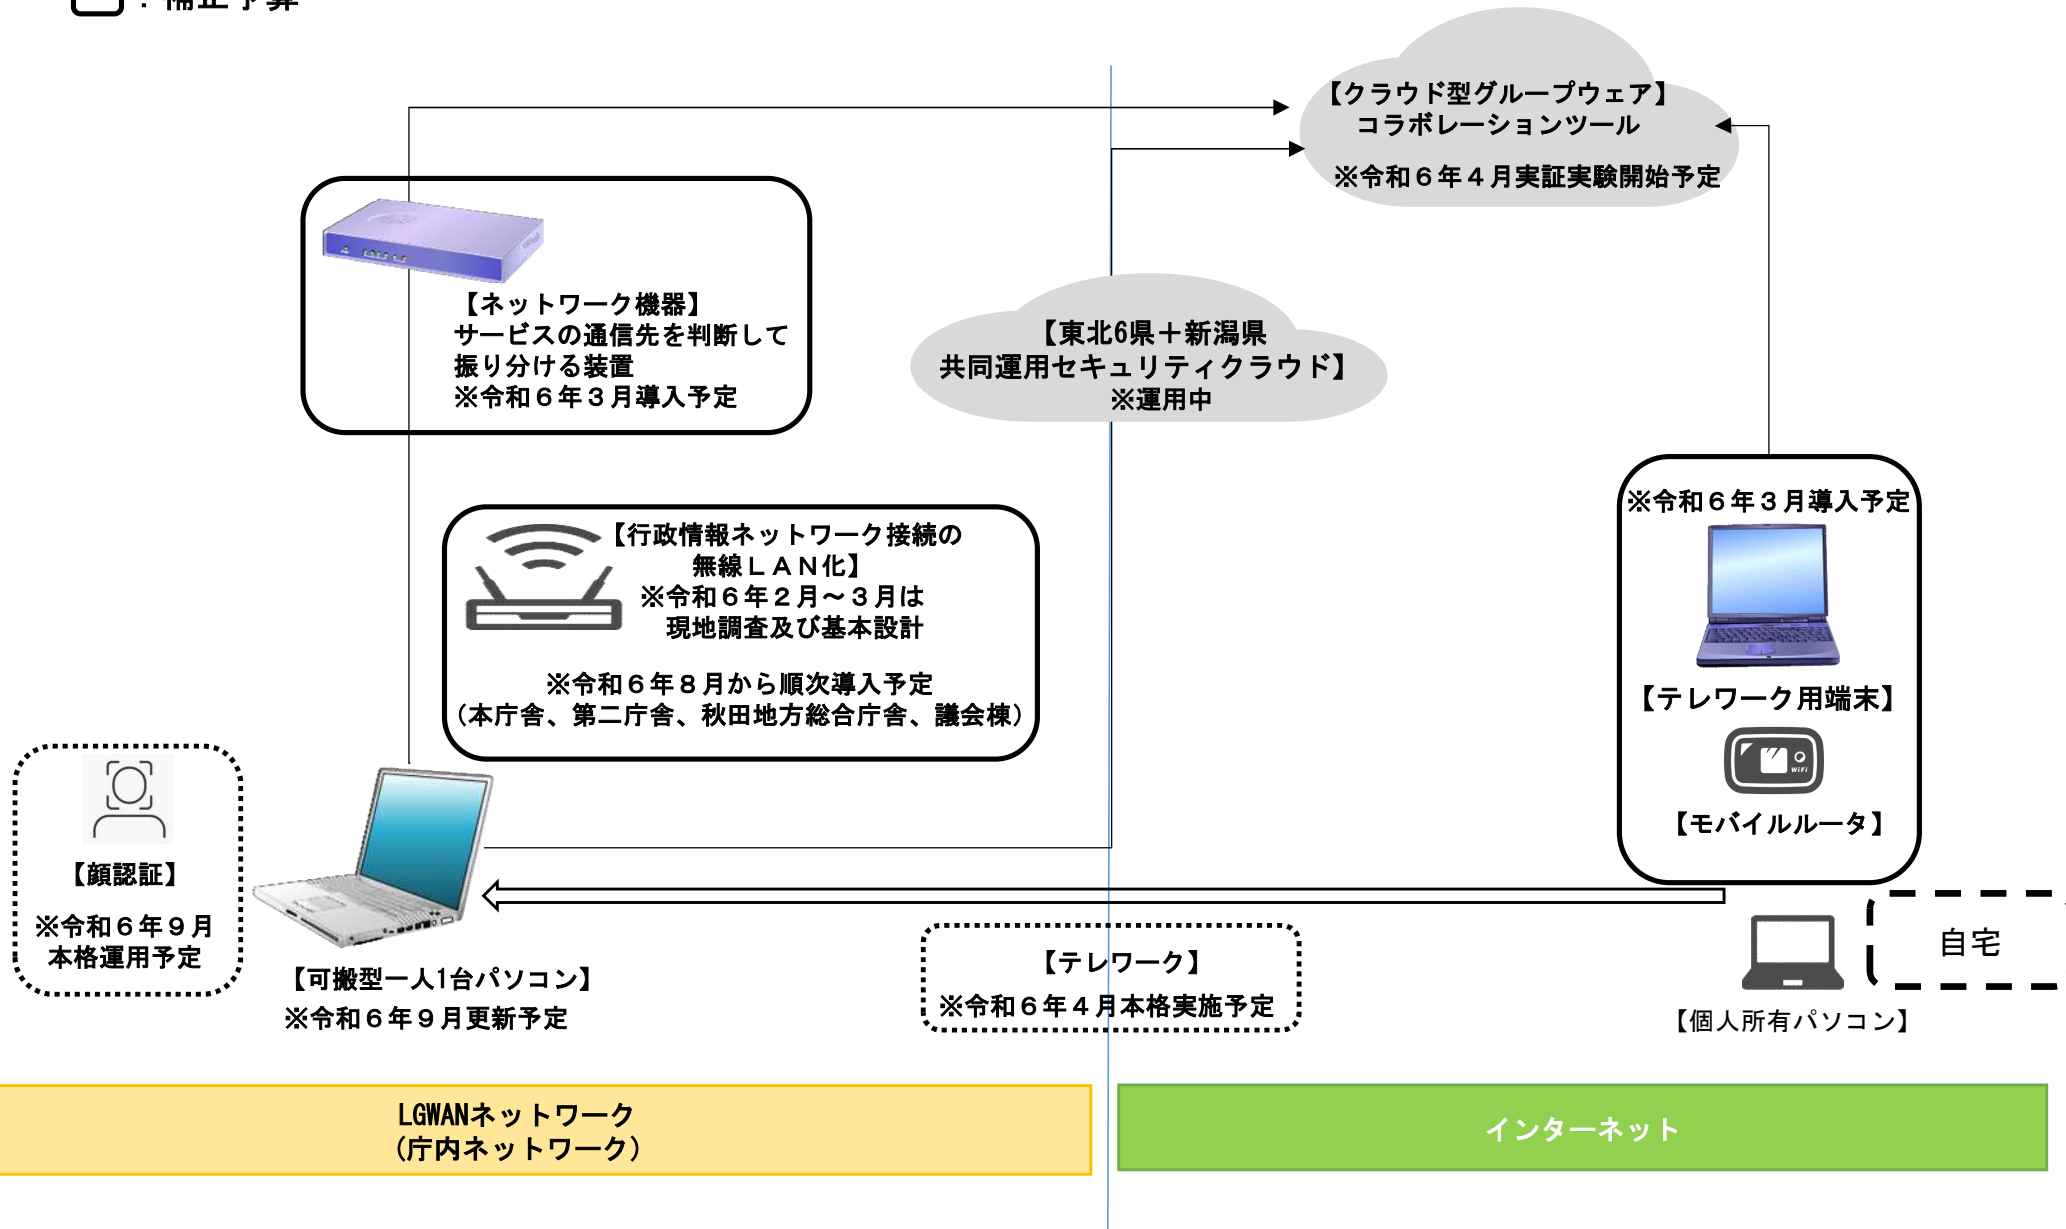 ：補正予算
【クラウド型グループウェア】
コラボレーションツール
※令和６年４月実証実験開始予定
【ネットワーク機器】
サービスの通信先を判断して
振り分ける装置
※令和６年３月導入予定
【東北6県＋新潟県
共同運用セキュリティクラウド】
※運用中
【行政情報ネットワーク接続の
無線ＬＡＮ化】
※令和６年２月～３月は
現地調査及び基本設計
※令和６年８月から順次導入予定
(本庁舎、第二庁舎、秋田地方総合庁舎、議会棟)
※令和６年３月導入予定
【テレワーク用端末】
WiFi
【モバイルルータ】
【顔認証】
※令和６年９月
本格運用予定
【可搬型一人1台パソコン】
※令和６年９月更新予定
【テレワーク】
※令和６年４月本格実施予定
自宅
【個人所有パソコン】
LGWANネットワーク
(庁内ネットワーク)
インターネット